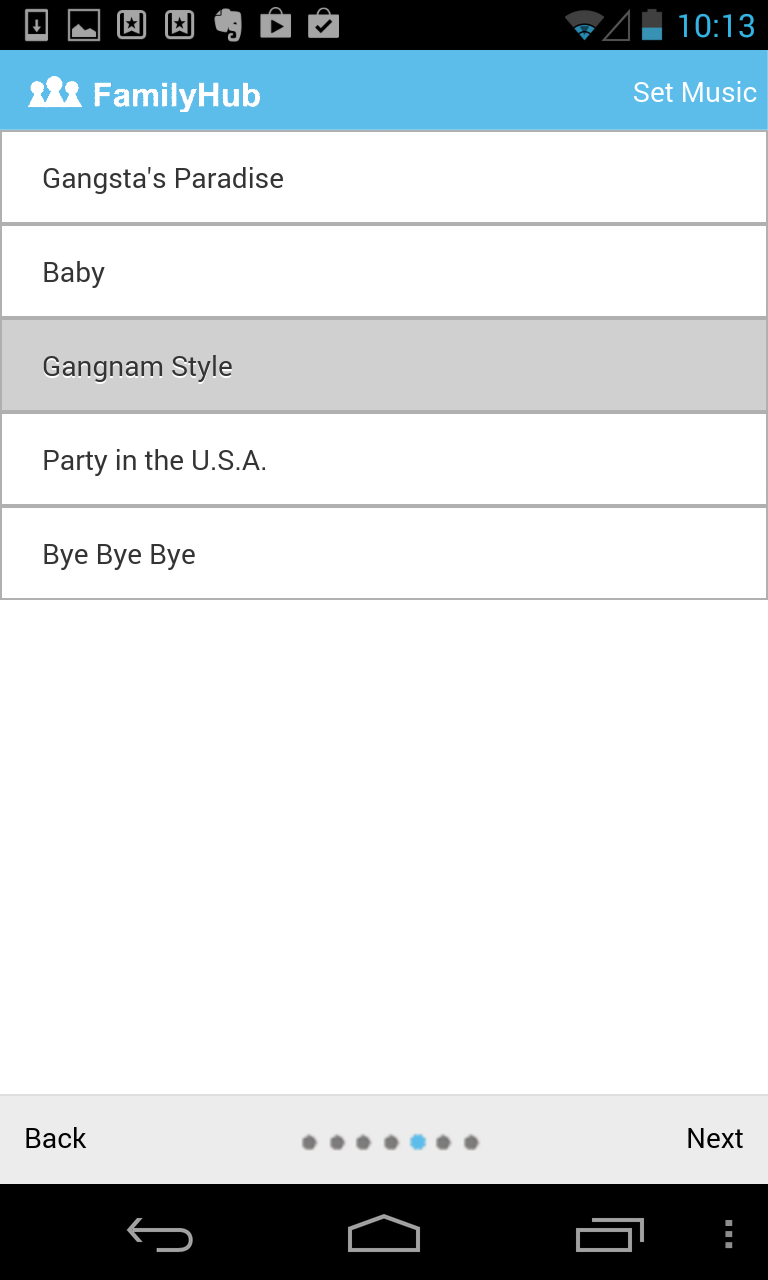 10:13
FamilyHub Set Music
Gangsta's Paradise
Baby
Gangnam Style
Party in the U.S.A.
Bye Bye Bye
Back Next